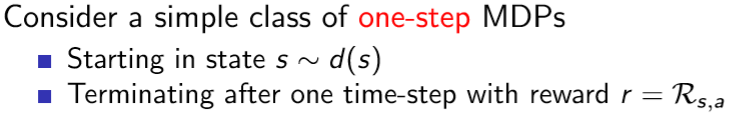 Consider a simple class of one-step MDPs
Starting in state s ∼ d(s)
Terminating after one time-step with reward r = ℛ_{s,a}